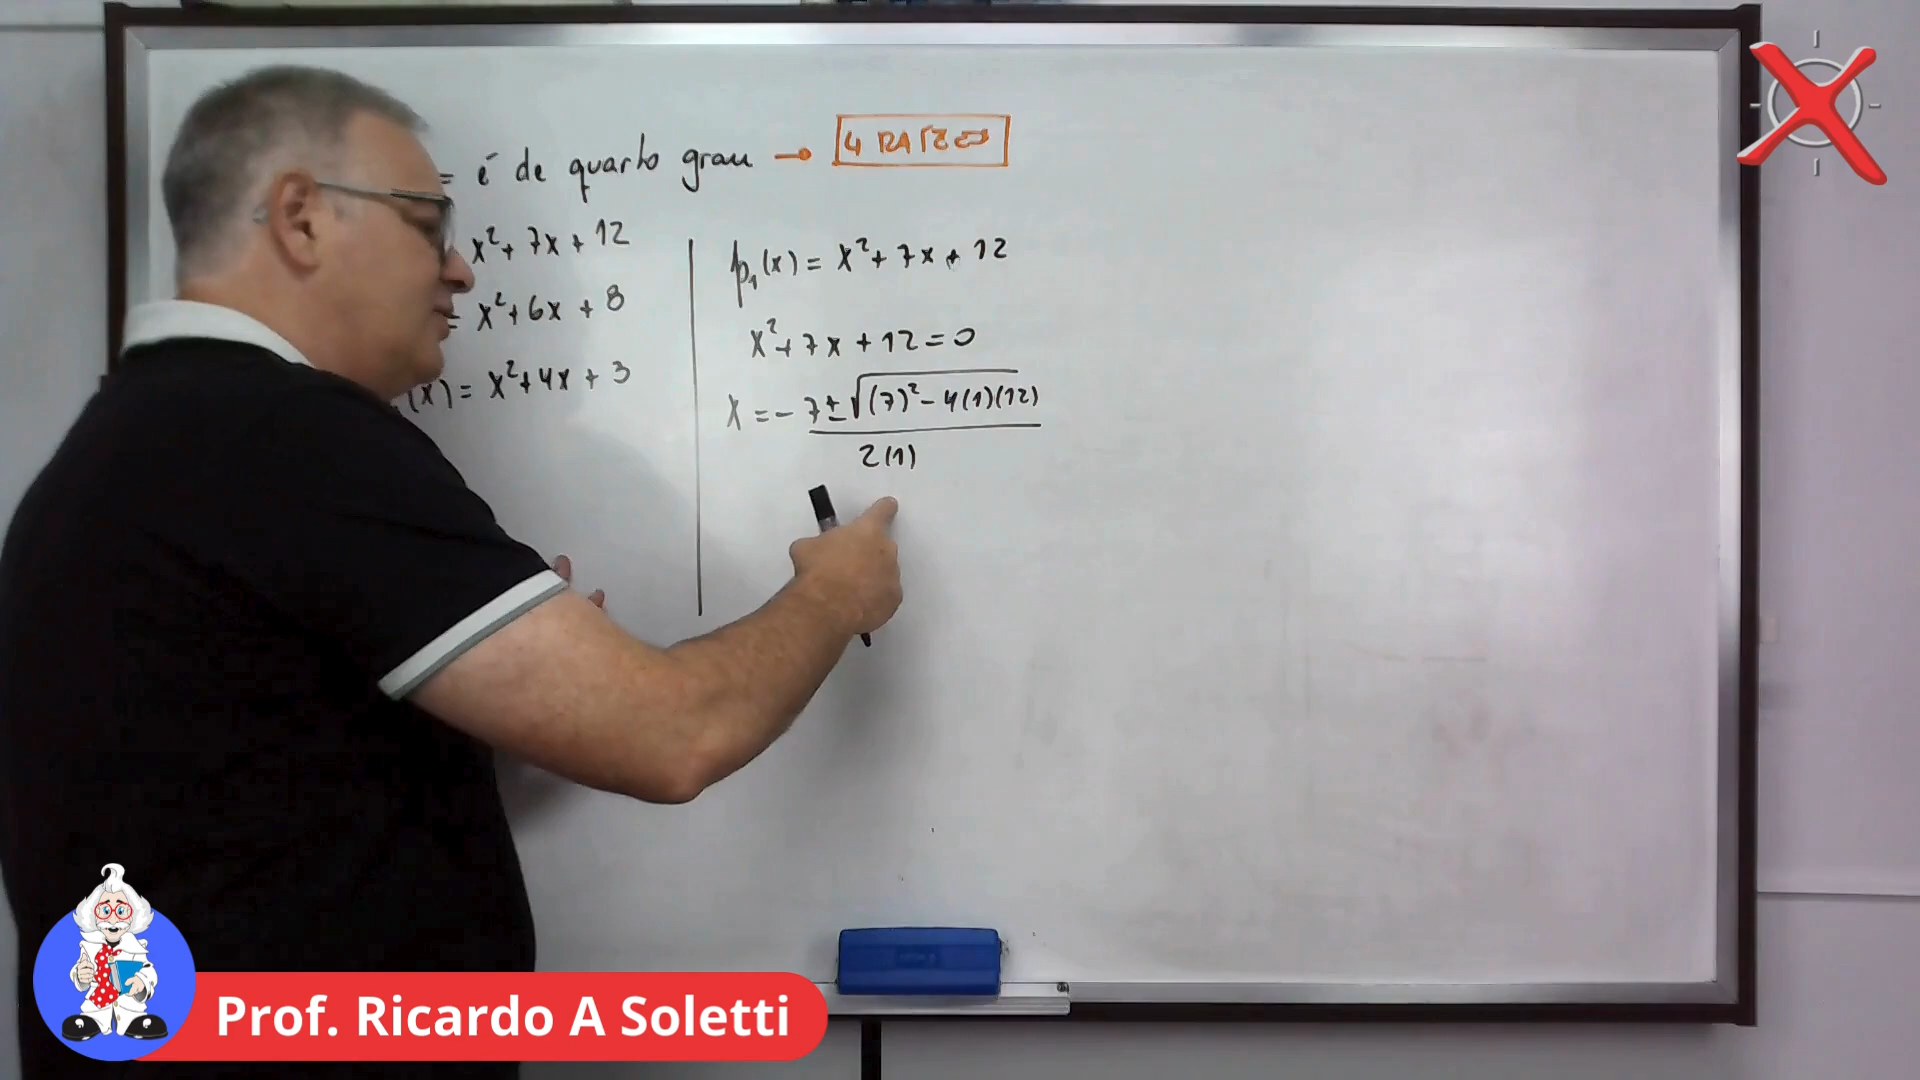 = é de quarto grau → 4 RAÍZES
x²+ 7x + 12
= x²+ 6x + 8
(x) = x²+ 4x + 3
p₁(x) = x²+ 7x + 12
x²+ 7x + 12 = 0
x = - 7 ± √(7)² - 4(1)(12)
2(1)
Prof. Ricardo A Soletti